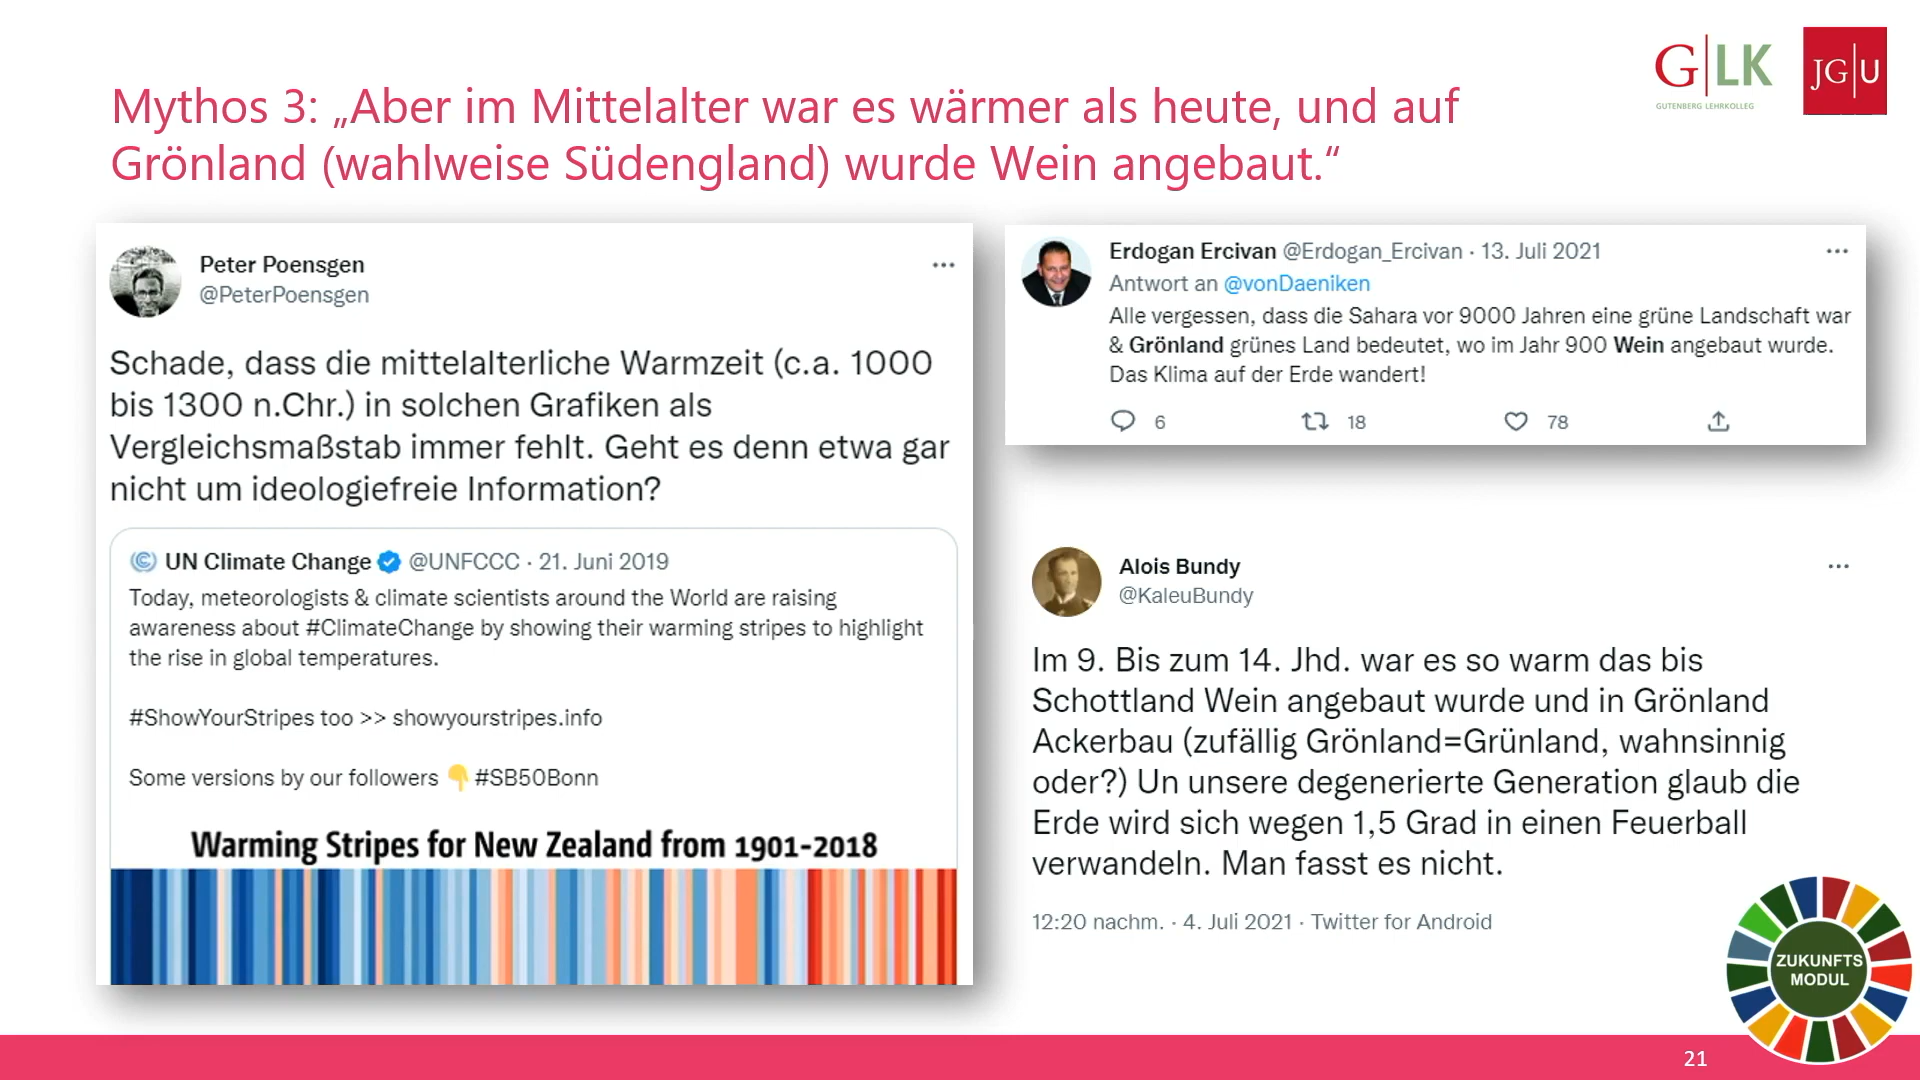 G|LK
GUTENBERG LEHRKOLLEG
JG|U
Mythos 3: „Aber im Mittelalter war es wärmer als heute, und auf
Grönland (wahlweise Südengland) wurde Wein angebaut.“
Peter Poensgen
@PeterPoensgen
Schade, dass die mittelalterliche Warmzeit (c.a. 1000
bis 1300 n.Chr.) in solchen Grafiken als
Vergleichsmaßstab immer fehlt. Geht es denn etwa gar
nicht um ideologiefreie Information?
UN Climate Change @UNFCCC · 21. Juni 2019
Today, meteorologists & climate scientists around the World are raising
awareness about #ClimateChange by showing their warming stripes to highlight
the rise in global temperatures.
#ShowYourStripes too >> showyourstripes.info
Some versions by our followers 👇 #SB50Bonn
Warming Stripes for New Zealand from 1901-2018
Erdogan Ercivan @Erdogan_Ercivan · 13. Juli 2021
Antwort an @vonDaeniken
Alle vergessen, dass die Sahara vor 9000 Jahren eine grüne Landschaft war
& Grönland grünes Land bedeutet, wo im Jahr 900 Wein angebaut wurde.
Das Klima auf der Erde wandert!
6 18 78
Alois Bundy
@KaleuBundy
Im 9. Bis zum 14. Jhd. war es so warm das bis
Schottland Wein angebaut wurde und in Grönland
Ackerbau (zufällig Grönland=Grünland, wahnsinnig
oder?) Un unsere degenerierte Generation glaub die
Erde wird sich wegen 1,5 Grad in einen Feuerball
verwandeln. Man fasst es nicht.
12:20 nachm. · 4. Juli 2021 · Twitter for Android
ZUKUNFTS
MODUL
21